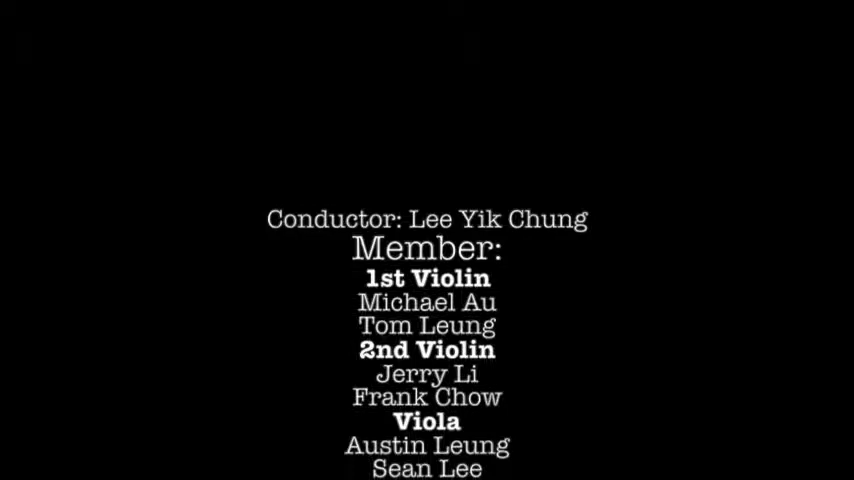 Conductor: Lee Yik Chung
Member:
1st Violin
Michael Au
Tom Leung
2nd Violin
Jerry Li
Frank Chow
Viola
Austin Leung
Sean Lee